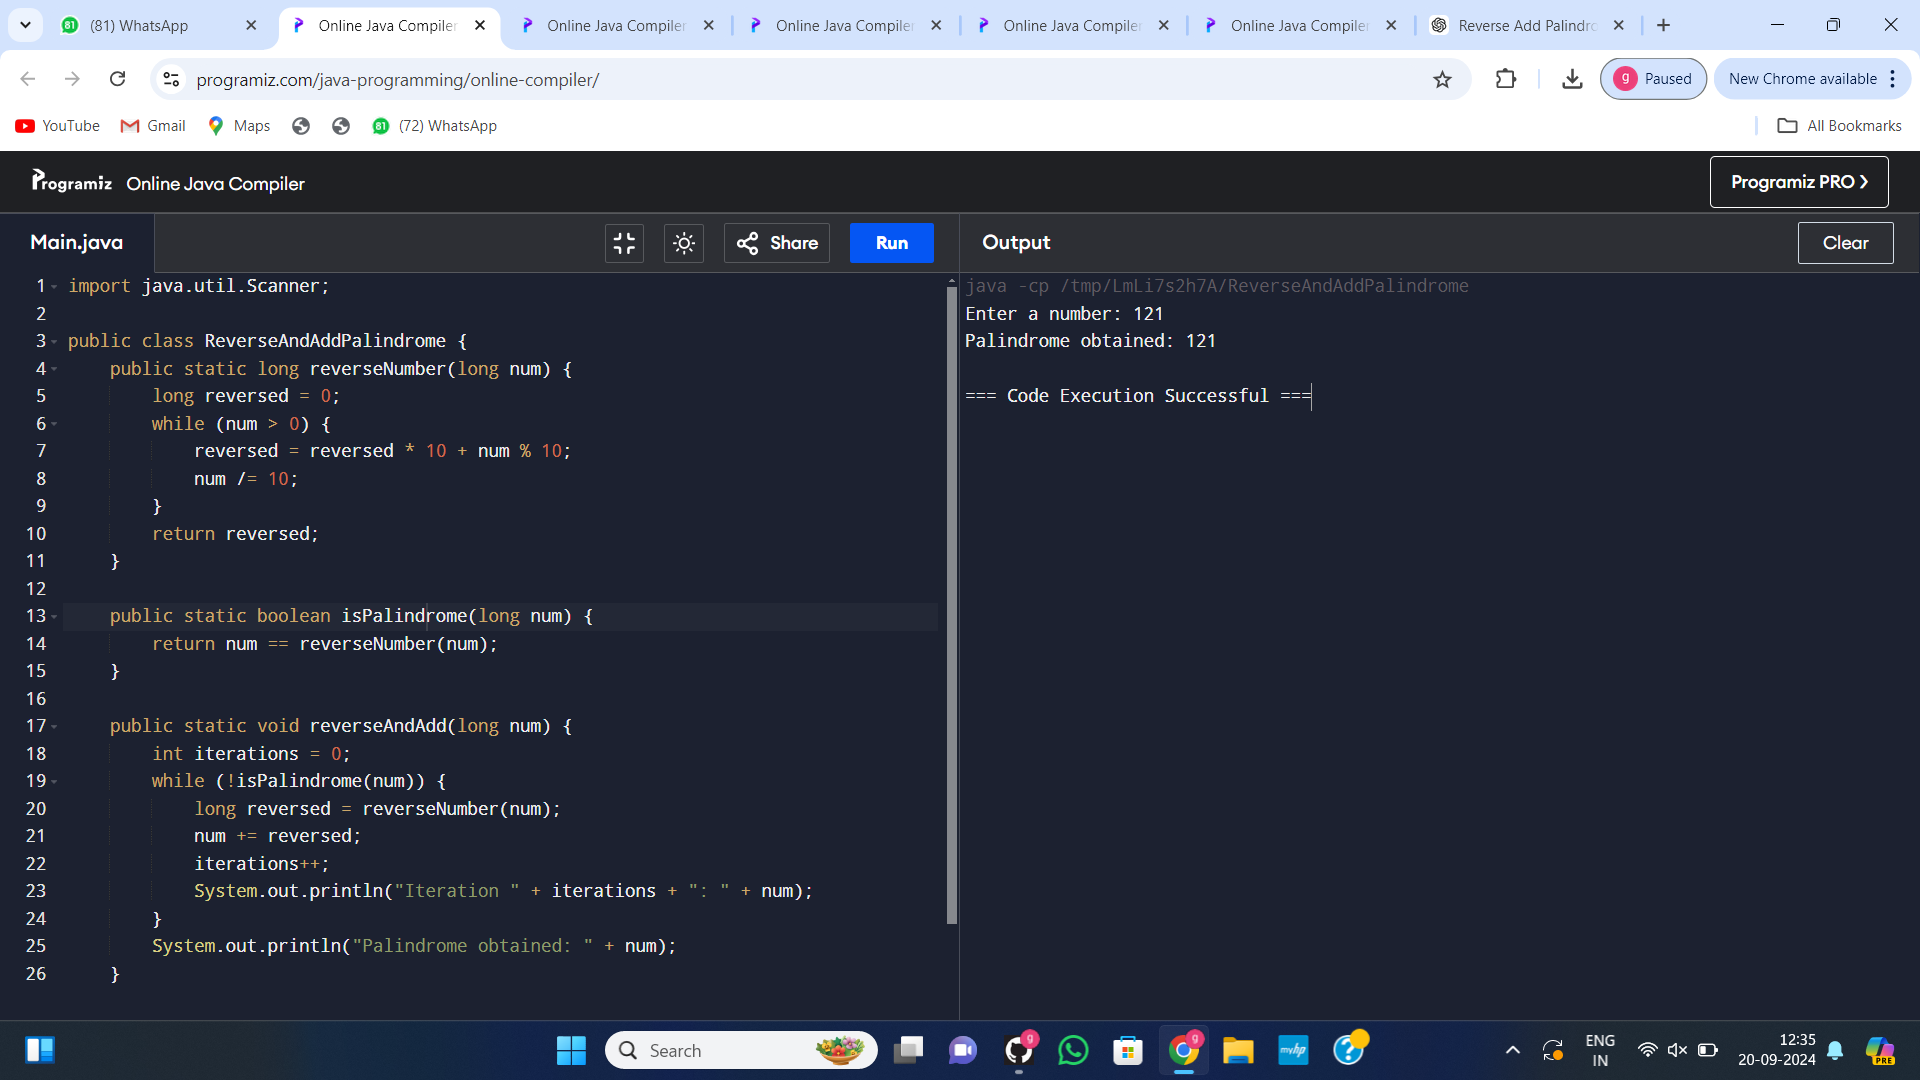 81 (81) WhatsApp
Online Java Compiler
Online Java Compiler
Online Java Compiler
Online Java Compiler
Online Java Compiler
Reverse Add Palindro
programiz.com/java-programming/online-compiler/
g Paused
New Chrome available
YouTube
Gmail
Maps
81 (72) WhatsApp
All Bookmarks
Programiz Online Java Compiler
Programiz PRO
Main.java
Share
Run
Output
Clear
1 import java.util.Scanner;
2
3 public class ReverseAndAddPalindrome {
4     public static long reverseNumber(long num) {
5         long reversed = 0;
6         while (num > 0) {
7             reversed = reversed * 10 + num % 10;
8             num /= 10;
9         }
10         return reversed;
11     }
12
13     public static boolean isPalindrome(long num) {
14         return num == reverseNumber(num);
15     }
16
17     public static void reverseAndAdd(long num) {
18         int iterations = 0;
19         while (!isPalindrome(num)) {
20             long reversed = reverseNumber(num);
21             num += reversed;
22             iterations++;
23             System.out.println("Iteration " + iterations + ": " + num);
24         }
25         System.out.println("Palindrome obtained: " + num);
26     }
java -cp /tmp/LmLi7s2h7A/ReverseAndAddPalindrome
Enter a number: 121
Palindrome obtained: 121
=== Code Execution Successful ===
Search
g
g
myhp
ENG
IN
12:35
20-09-2024
PRE